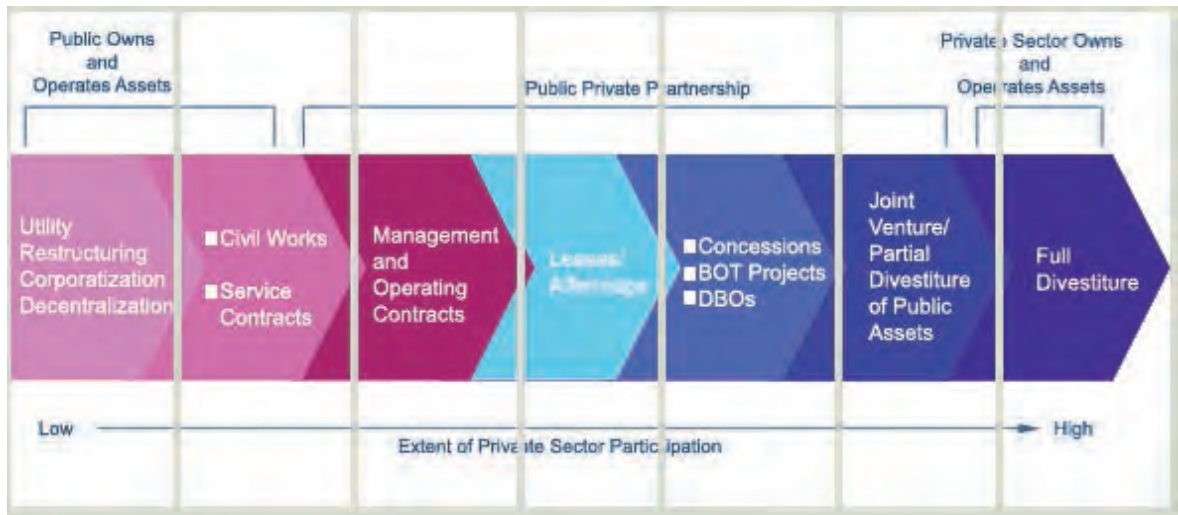 Public Owns
and
Operates Assets
Public Private Partnership
Private Sector Owns
and
Operates Assets
Utility
Restructuring
Corporatization
Decentralization
■Civil Works
■Service
Contracts
Management
and
Operating
Contracts
Leases/
Affermage
■Concessions
■BOT Projects
■DBOs
Joint
Venture/
Partial
Divestiture
of Public
Assets
Full
Divestiture
Low
Extent of Private Sector Participation
High